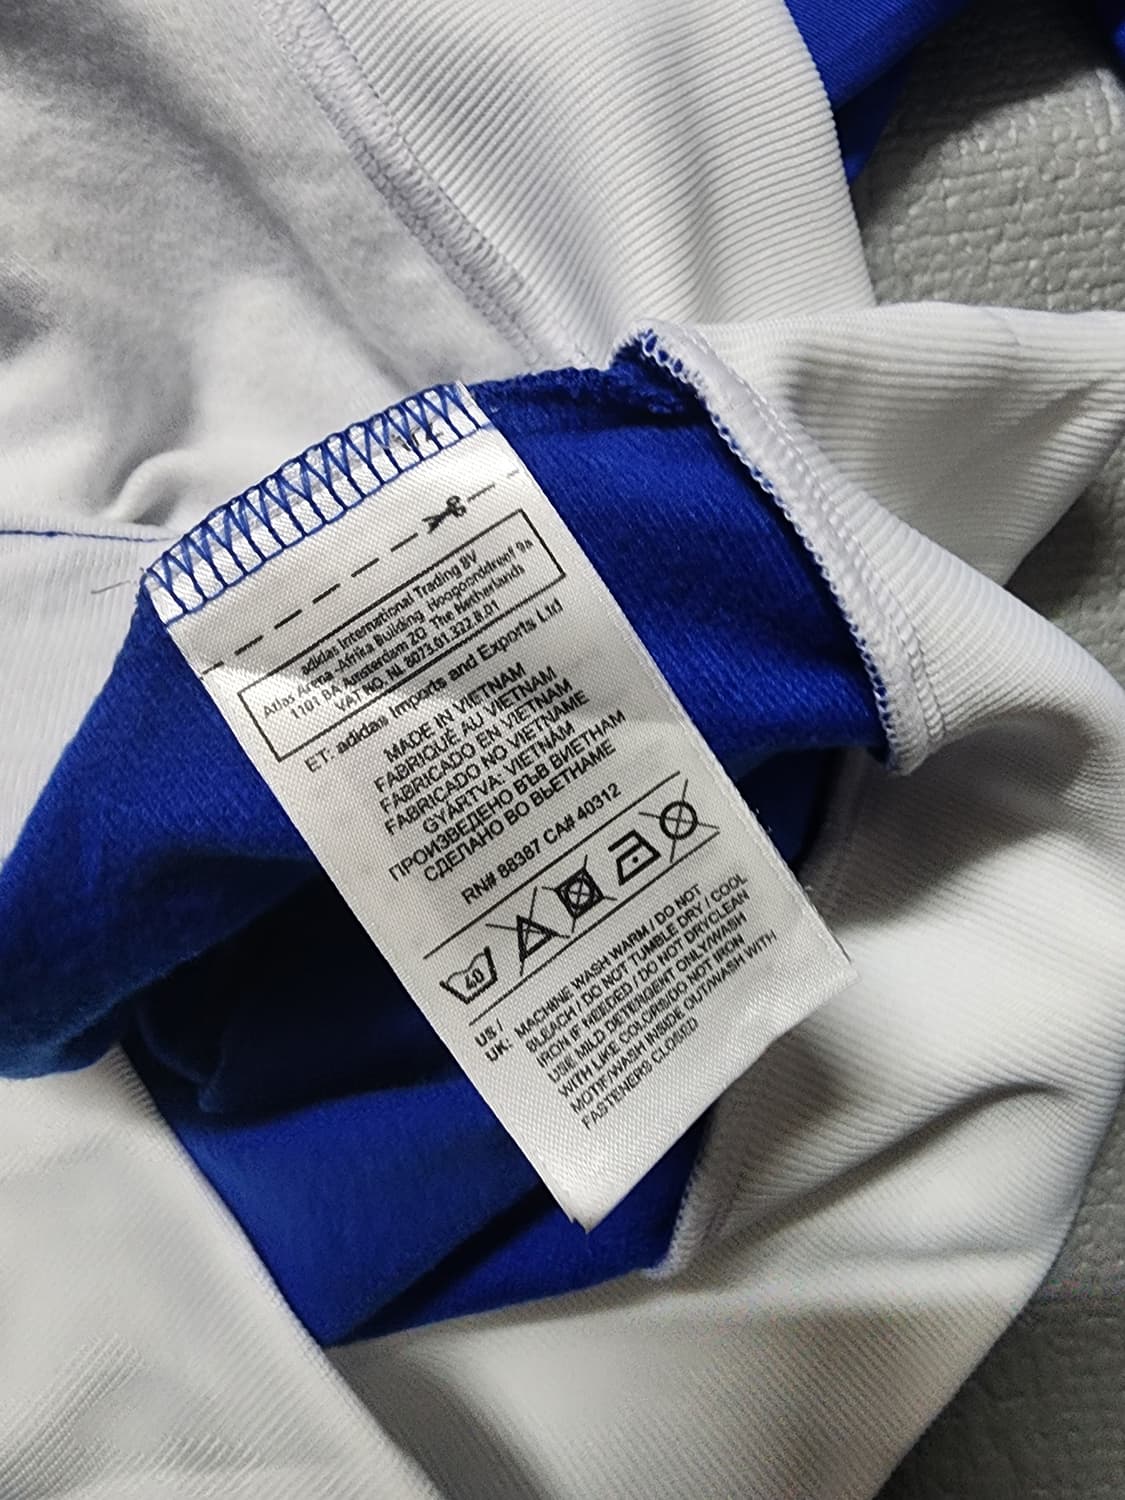 adidas International Trading BV
Atlas Arena -Afrika Building, Hoogoorddreef 9a
1101 BA Amsterdam ZO - The Netherlands
VAT NO. NL 8073.01.322.B.01
ET: adidas Imports and Exports Ltd
MADE IN VIETNAM
FABRIQUÉ AU VIETNAM
FABRICADO EN VIETNAM
FABRICADO NO VIETNAME
GYÁRTVA: VIETNÁM
ПРОИЗВЕДЕНО ВЪВ ВИЕТНАМ
СДЕЛАНО ВО ВЬЕТНАМЕ
RN# 88387 CA# 40312
40
US / UK: MACHINE WASH WARM / DO NOT
BLEACH / DO NOT TUMBLE DRY / COOL
IRON IF NEEDED / DO NOT DRYCLEAN
USE MILD DETERGENT ONLY/WASH
WITH LIKE COLORS/DO NOT IRON
MOTIF/WASH INSIDE OUT/WASH WITH
FASTENERS CLOSED